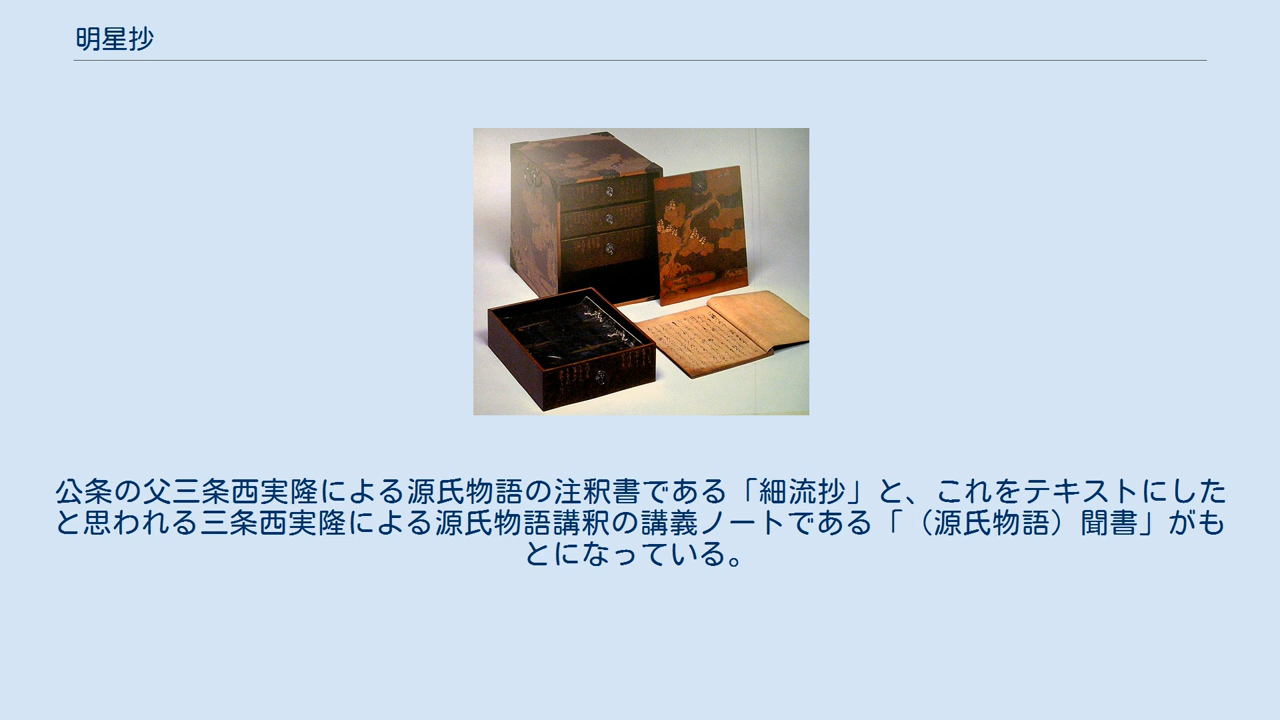 明星抄
公条の父三条西実隆による源氏物語の注釈書である「細流抄」と、これをテキストにした
と思われる三条西実隆による源氏物語講釈の講義ノートである「（源氏物語）聞書」がも
とになっている。